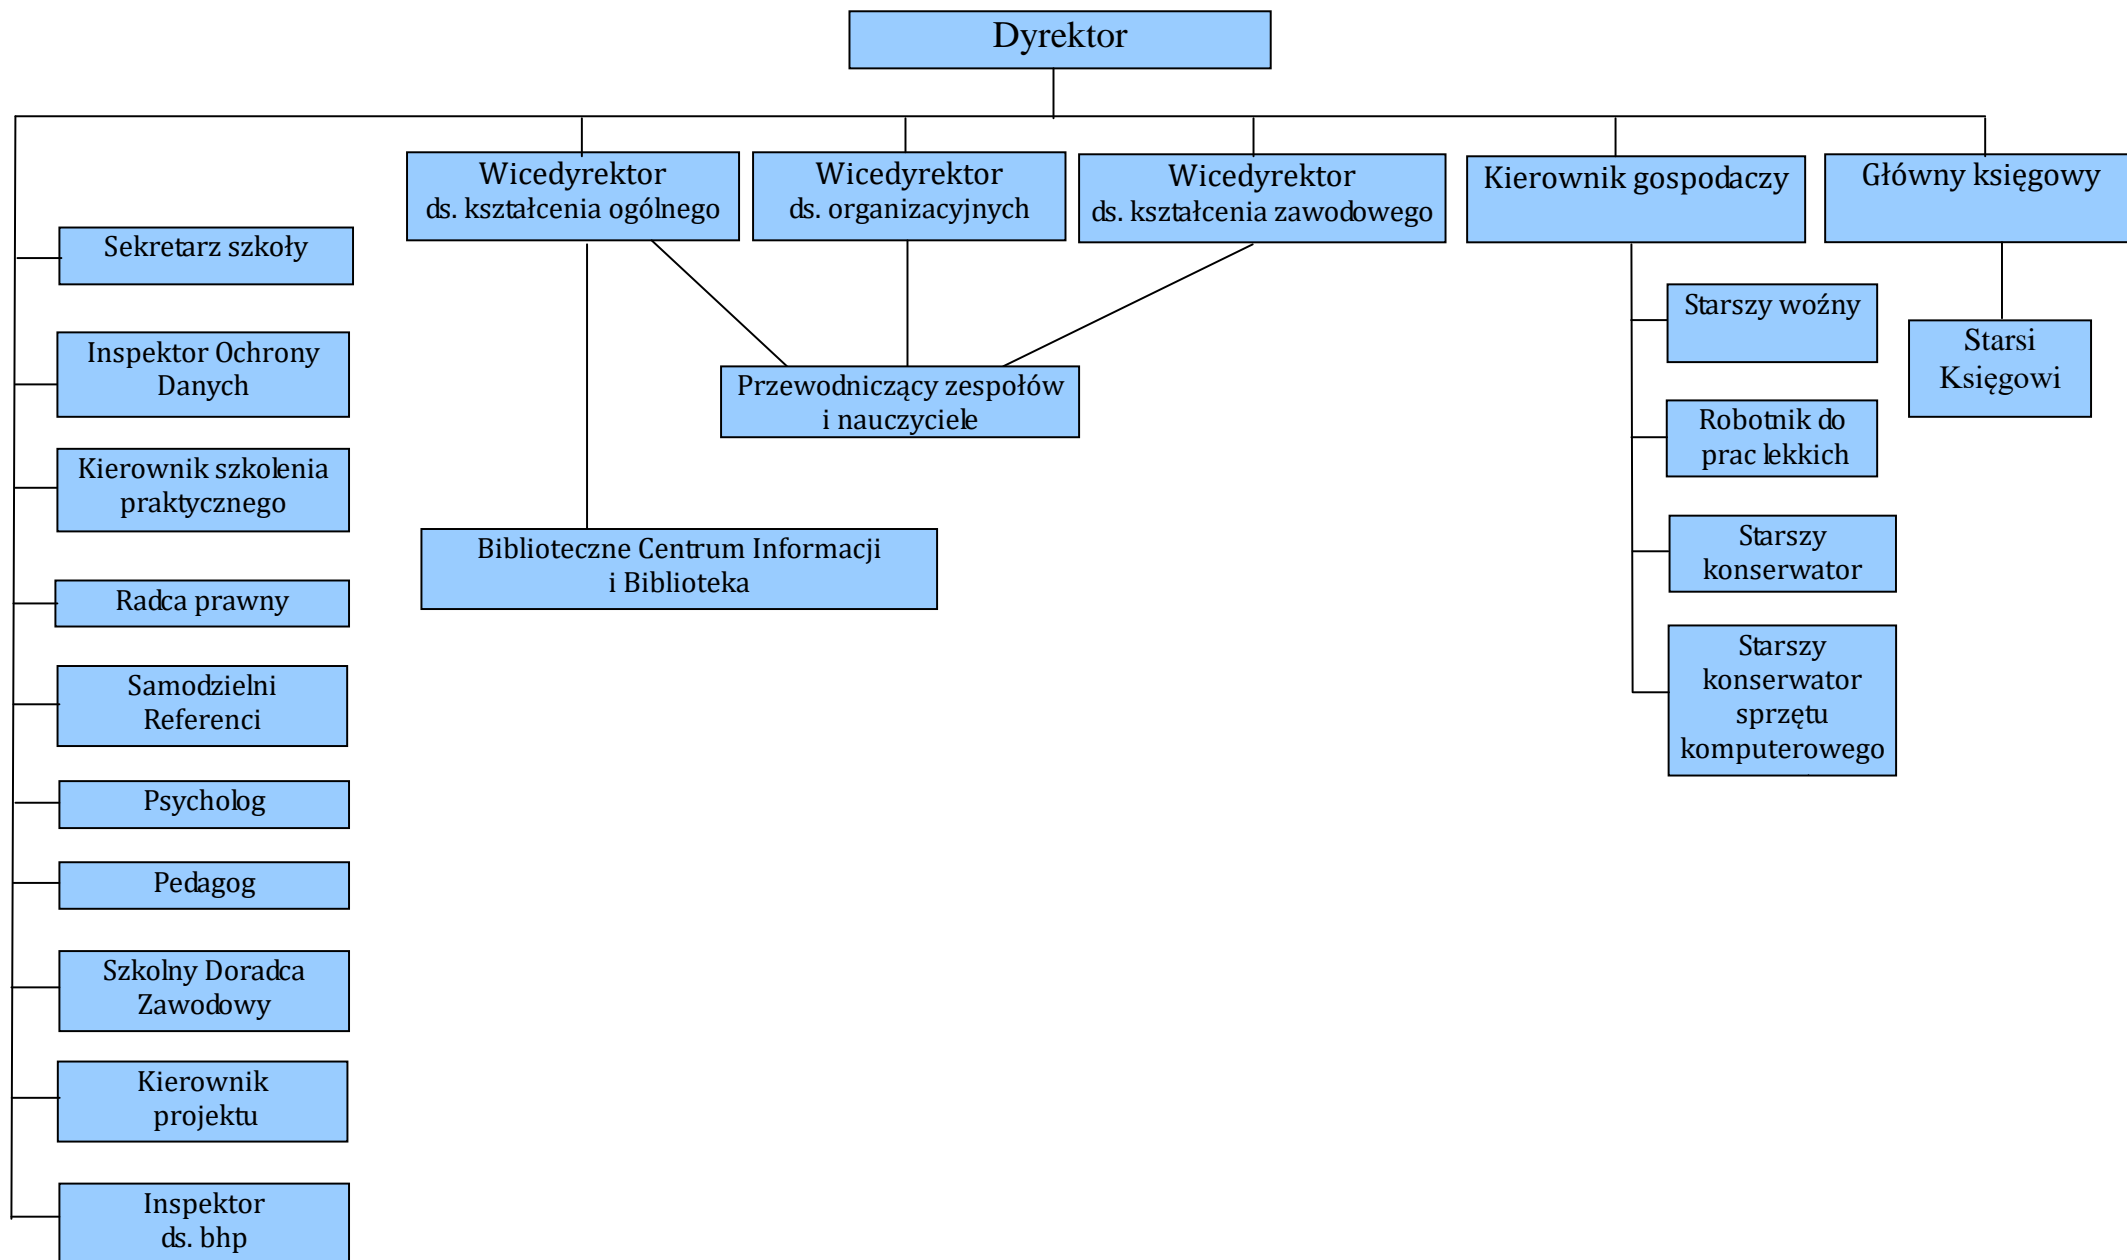 Dyrektor
Wicedyrektor
ds. kształcenia ogólnego
Wicedyrektor
ds. organizacyjnych
Wicedyrektor
ds. kształcenia zawodowego
Kierownik gospodaczy
Główny księgowy
Sekretarz szkoły
Inspektor Ochrony
Danych
Kierownik szkolenia
praktycznego
Radca prawny
Samodzielni
Referenci
Psycholog
Pedagog
Szkolny Doradca
Zawodowy
Kierownik
projektu
Inspektor
ds. bhp
Przewodniczący zespołów
i nauczyciele
Biblioteczne Centrum Informacji
i Biblioteka
Starszy woźny
Robotnik do
prac lekkich
Starszy
konserwator
Starszy
konserwator
sprzętu
komputerowego
Starsi
Księgowi